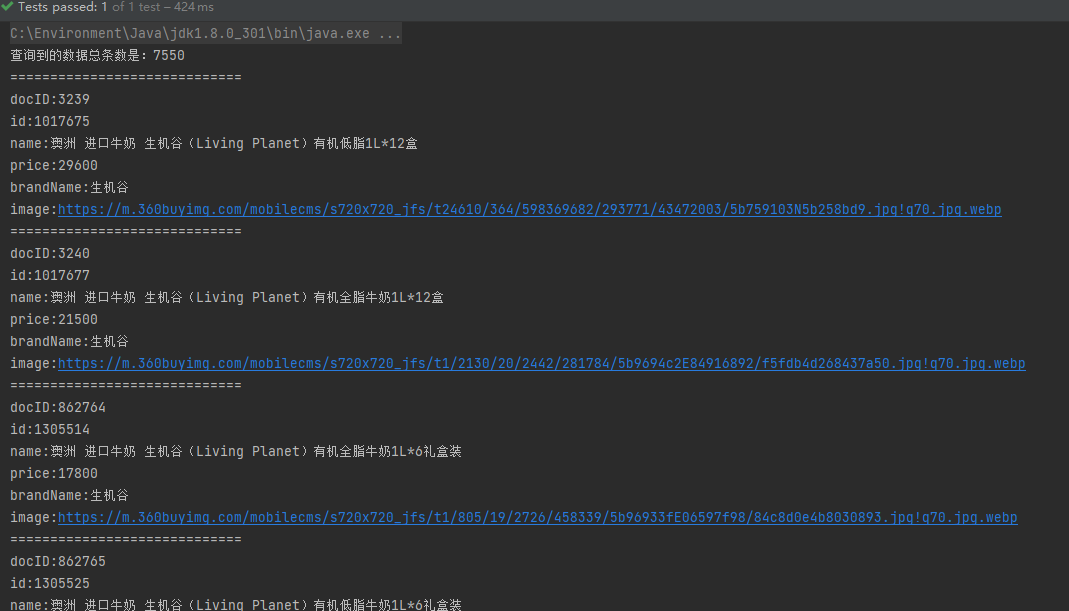 Tests passed: 1 of 1 test – 424 ms
C:\Environment\Java\jdk1.8.0_301\bin\java.exe ...
查询到的数据总条数是：7550
=============================
docID:3239
id:1017675
name:澳洲 进口牛奶 生机谷（Living Planet）有机低脂1L*12盒
price:29600
brandName:生机谷
image:https://m.360buyimg.com/mobilecms/s720x720_jfs/t24610/364/598369682/293771/43472003/5b759103N5b258bd9.jpg!q70.jpg.webp
=============================
docID:3240
id:1017677
name:澳洲 进口牛奶 生机谷（Living Planet）有机全脂牛奶1L*12盒
price:21500
brandName:生机谷
image:https://m.360buyimg.com/mobilecms/s720x720_jfs/t1/2130/20/2442/281784/5b9694c2E84916892/f5fdb4d268437a50.jpg!q70.jpg.webp
=============================
docID:862764
id:1305514
name:澳洲 进口牛奶 生机谷（Living Planet）有机全脂牛奶1L*6礼盒装
price:17800
brandName:生机谷
image:https://m.360buyimg.com/mobilecms/s720x720_jfs/t1/805/19/2726/458339/5b96933fE06597f98/84c8d0e4b8030893.jpg!q70.jpg.webp
=============================
docID:862765
id:1305525
name:澳洲 进口牛奶 生机谷（Living Planet）有机低脂牛奶1L*6礼盒装